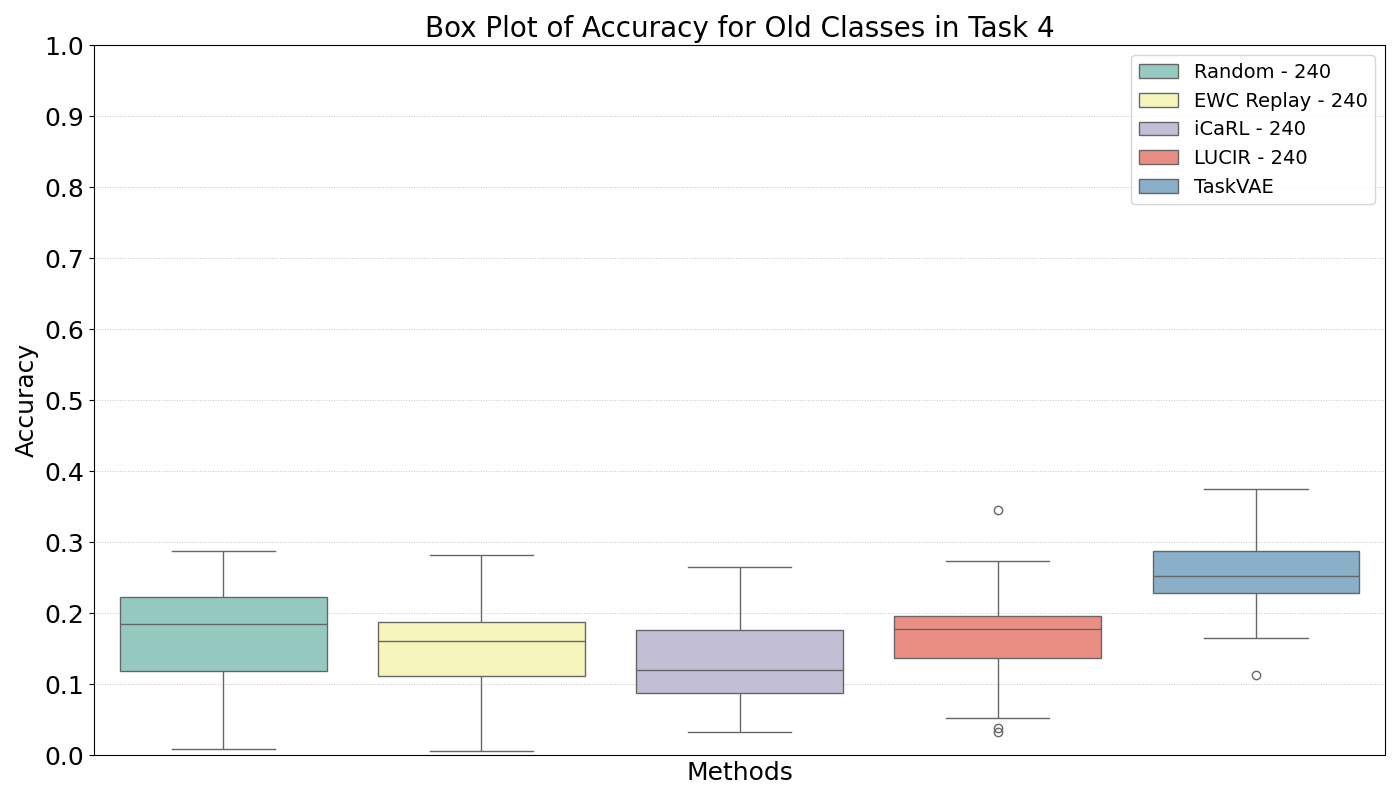 Box Plot of Accuracy for Old Classes in Task 4
1.0
0.9
0.8
0.7
0.6
0.5
0.4
0.3
0.2
0.1
0.0
Accuracy
Methods
Random - 240
EWC Replay - 240
iCaRL - 240
LUCIR - 240
TaskVAE